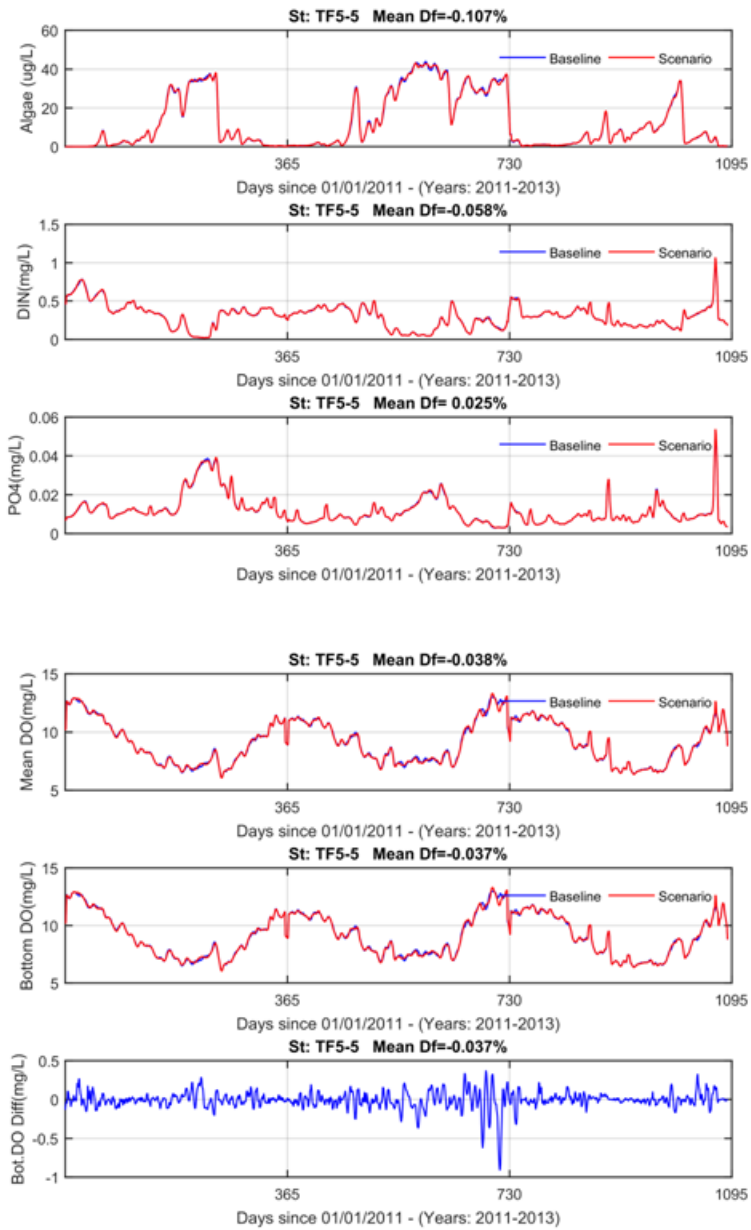 St: TF5-5 Mean Df=-0.107%
60
40
20
0
Algae (ug/L)
Baseline Scenario
365 730 1095
Days since 01/01/2011 - (Years: 2011-2013)
St: TF5-5 Mean Df=-0.058%
1.5
1
0.5
0
DIN(mg/L)
Baseline Scenario
365 730 1095
Days since 01/01/2011 - (Years: 2011-2013)
St: TF5-5 Mean Df= 0.025%
0.06
0.04
0.02
0
PO4(mg/L)
Baseline Scenario
365 730 1095
Days since 01/01/2011 - (Years: 2011-2013)
St: TF5-5 Mean Df=-0.038%
15
10
5
Mean DO(mg/L)
Baseline Scenario
365 730 1095
Days since 01/01/2011 - (Years: 2011-2013)
St: TF5-5 Mean Df=-0.037%
15
10
5
Bottom DO(mg/L)
Baseline Scenario
365 730 1095
Days since 01/01/2011 - (Years: 2011-2013)
St: TF5-5 Mean Df=-0.037%
0.5
0
-0.5
-1
Bot.DO Diff(mg/L)
365 730 1095
Days since 01/01/2011 - (Years: 2011-2013)